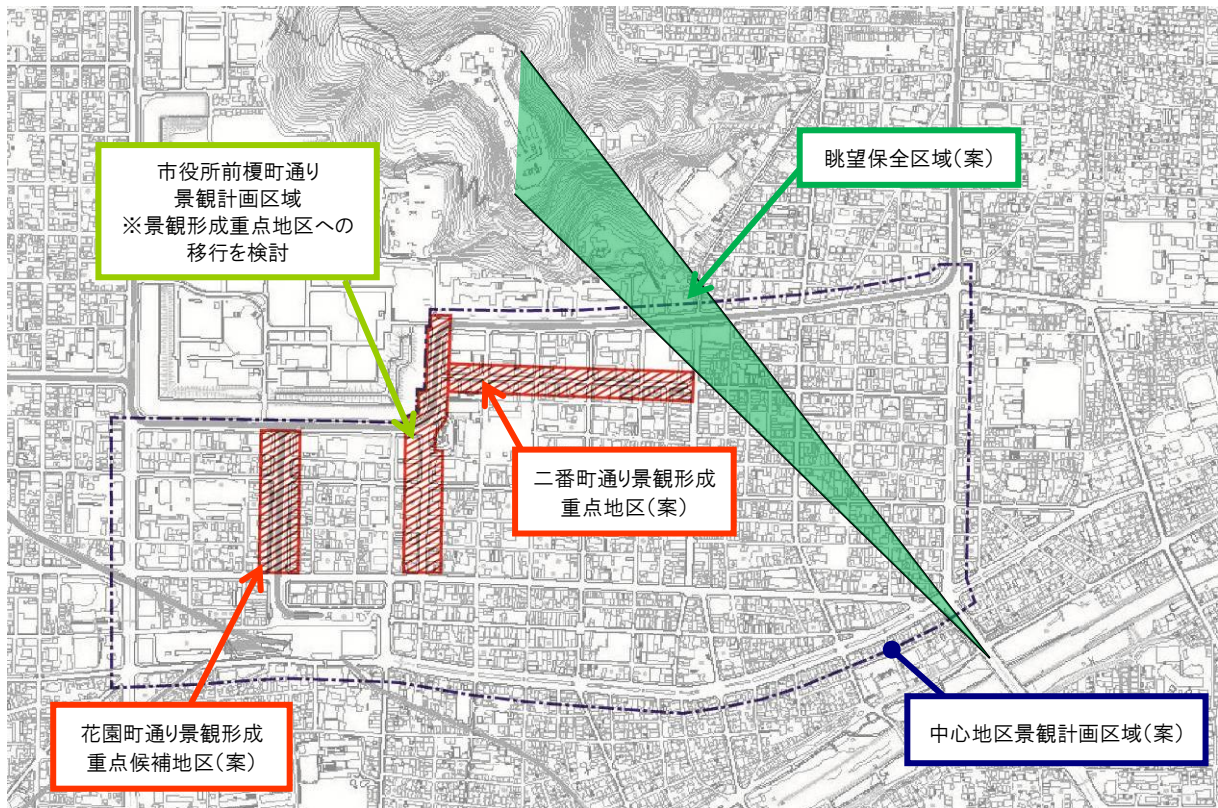 市役所前榎町通り
景観計画区域
※景観形成重点地区への
移行を検討
眺望保全区域(案)
二番町通り景観形成
重点地区(案)
花園町通り景観形成
重点候補地区(案)
中心地区景観計画区域(案)